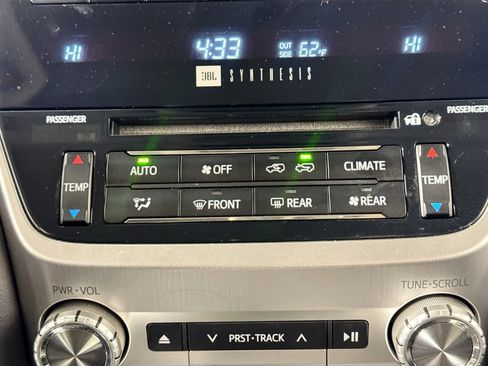 HI 4:33 OUT SIDE 62°F HI
JBL SYNTHESIS
PASSENGER PASSENGER
AUTO OFF CLIMATE
TEMP TEMP
FRONT REAR REAR
PWR•VOL TUNE•SCROLL
PRST•TRACK